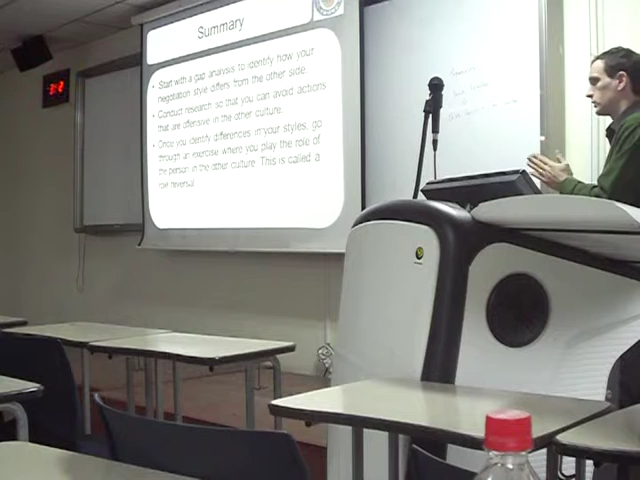 Summary
• Start with a gap analysis to identify how your
negotiation style differs from the other side.
• Conduct research so that you can avoid actions
that are offensive in the other culture.
• Once you identify differences in your styles, go
through an exercise where you play the role of
the person in the other culture. This is called a
reversal.